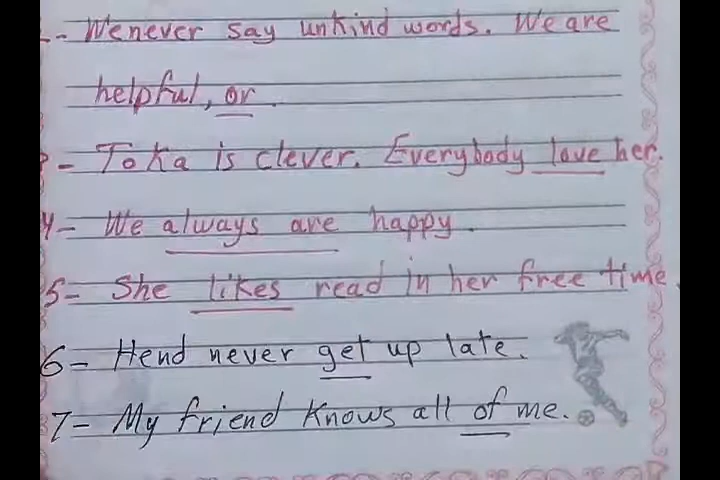 - We never say unkind words. We are
helpful, or.
- Toka is clever. Everybody love her.
4- We always are happy.
5- She likes read in her free time.
6- Hend never get up late.
7- My friend knows all of me.